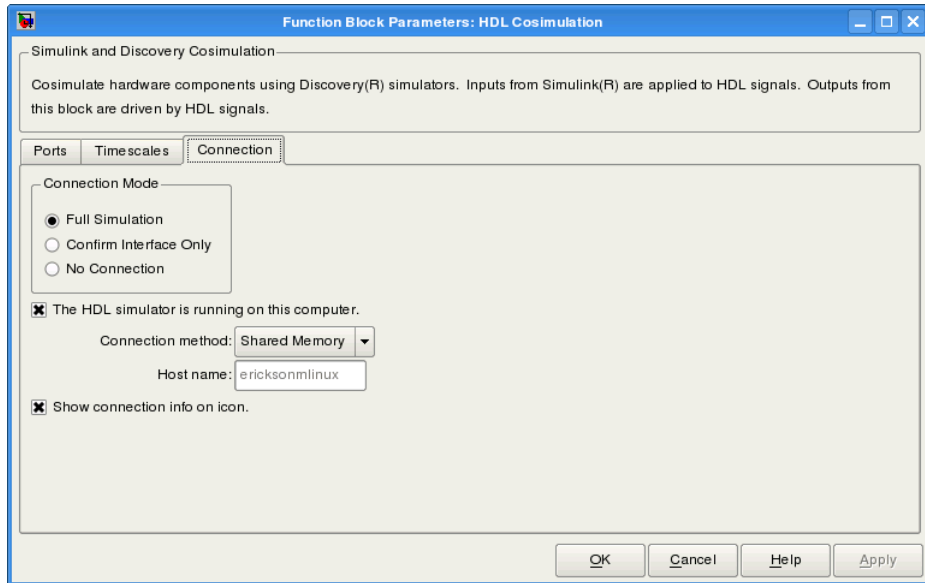 Function Block Parameters: HDL Cosimulation
Simulink and Discovery Cosimulation
Cosimulate hardware components using Discovery(R) simulators. Inputs from Simulink(R) are applied to HDL signals. Outputs from
this block are driven by HDL signals.
Ports Timescales Connection
Connection Mode
Full Simulation
Confirm Interface Only
No Connection
The HDL simulator is running on this computer.
Connection method: Shared Memory
Host name: ericksonmlinux
Show connection info on icon.
OK Cancel Help Apply